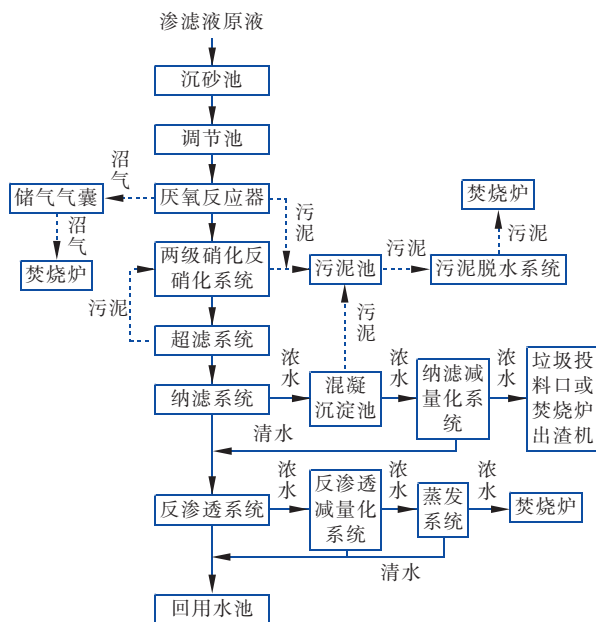 渗滤液原液
沉砂池
调节池
沼气
储气气囊
厌氧反应器
污泥
焚烧炉
沼气
焚烧炉
两级硝化反
硝化系统
污泥池
污泥
污泥脱水系统
污泥
污泥
超滤系统
污泥
纳滤系统
浓水
混凝
沉淀池
浓水
纳滤减
量化系
统
浓水
垃圾投
料口或
焚烧炉
出渣机
清水
反渗透系统
浓水
反渗透
减量化
系统
浓水
蒸发
系统
浓水
焚烧炉
清水
回用水池